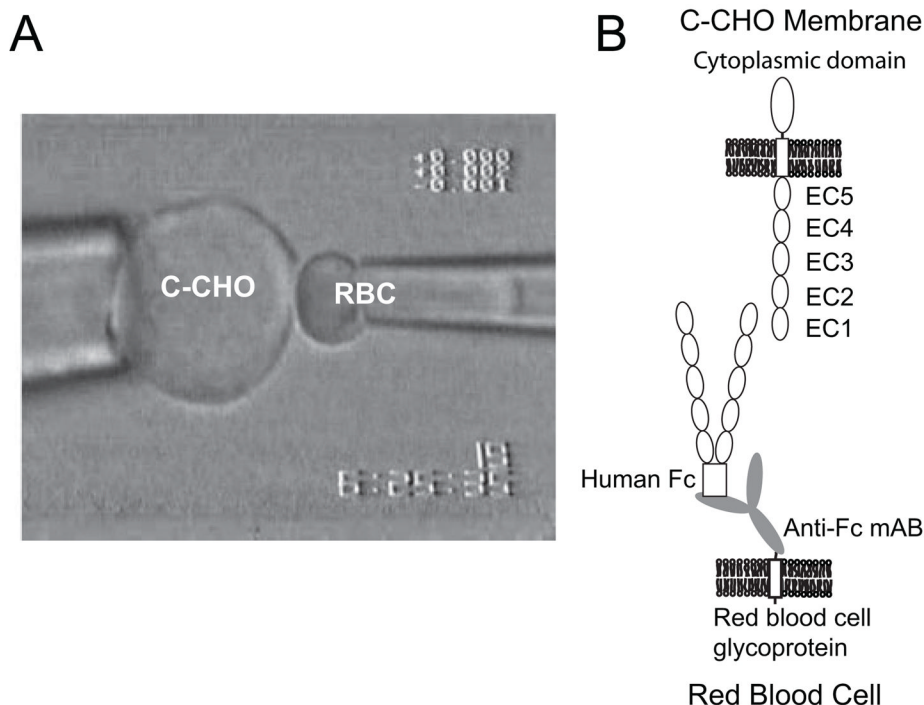 A
C-CHO
RBC
B
C-CHO Membrane
Cytoplasmic domain
EC5
EC4
EC3
EC2
EC1
Human Fc
Anti-Fc mAB
Red blood cell
glycoprotein
Red Blood Cell